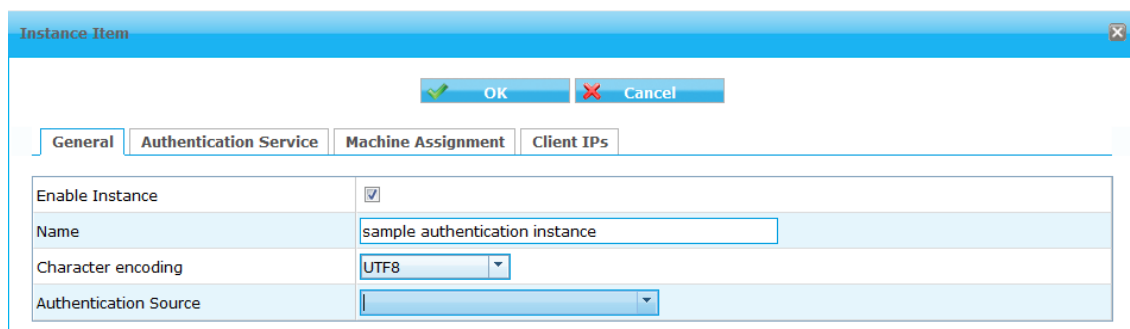 Instance Item
OK Cancel
General Authentication Service Machine Assignment Client IPs
Enable Instance
Name sample authentication instance
Character encoding UTF8
Authentication Source